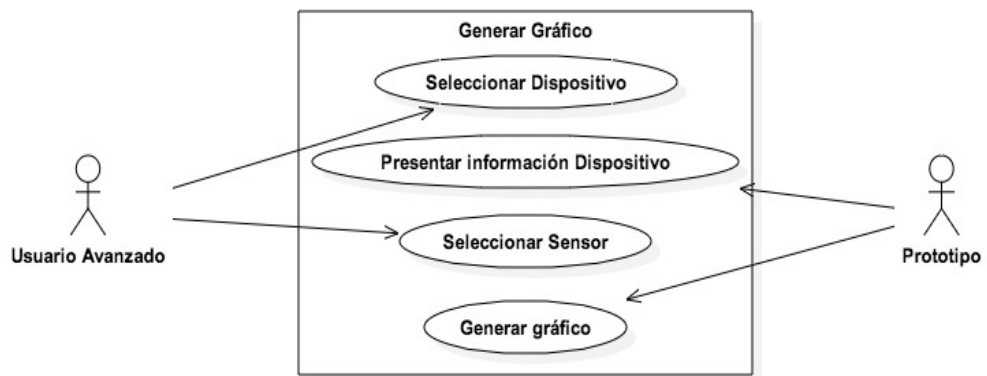 Generar Gráfico
Seleccionar Dispositivo
Presentar información Dispositivo
Seleccionar Sensor
Generar gráfico
Usuario Avanzado
Prototipo